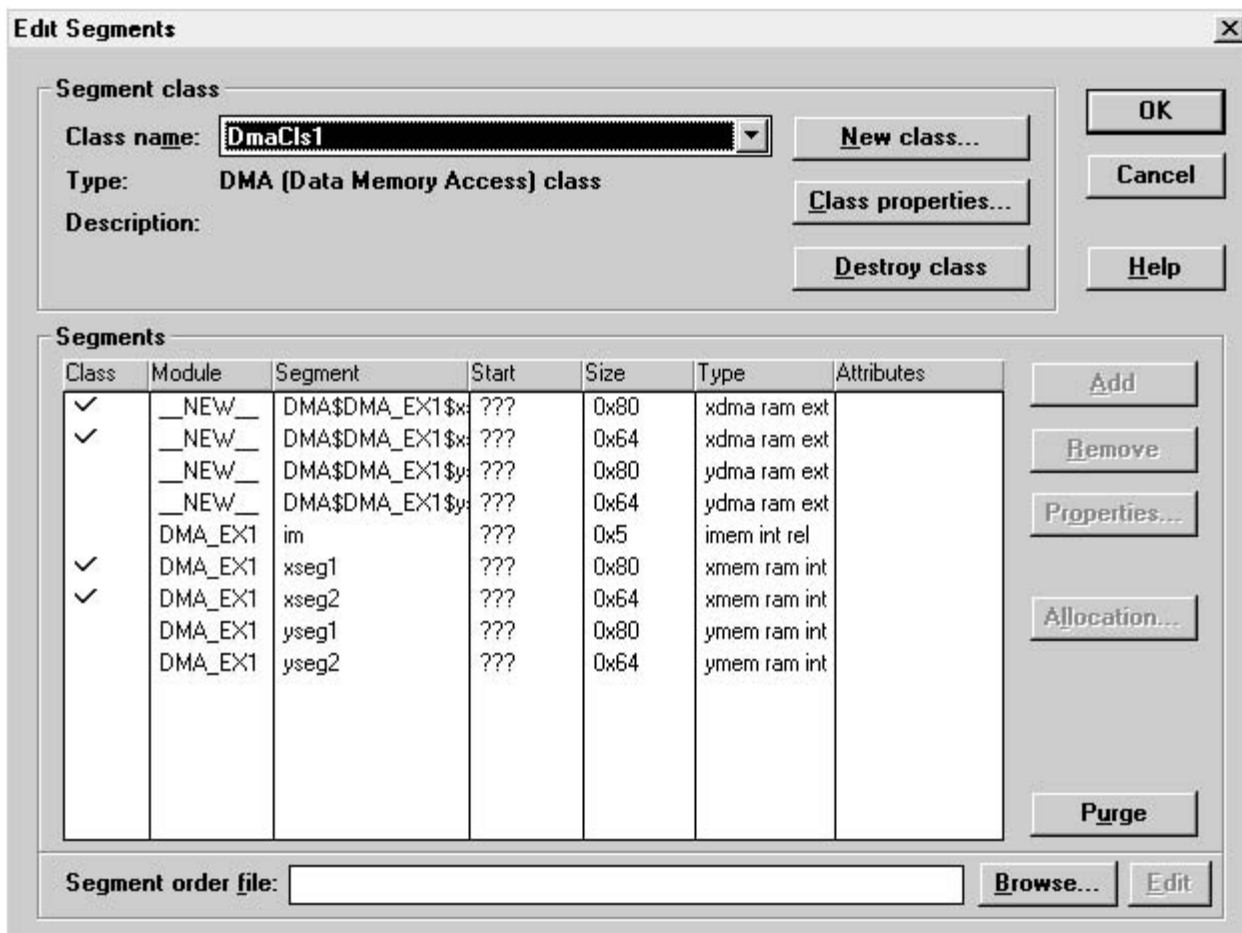 Edit Segments
Segment class
Class name: DmaCls1 New class... OK
Type: DMA (Data Memory Access) class Class properties... Cancel
Description:
Destroy class Help
Segments
Class Module Segment Start Size Type Attributes Add
__NEW__ DMA$DMA_EX1$x ??? 0x80 xdma ram ext
__NEW__ DMA$DMA_EX1$x ??? 0x64 xdma ram ext Remove
__NEW__ DMA$DMA_EX1$y ??? 0x80 ydma ram ext
__NEW__ DMA$DMA_EX1$y ??? 0x64 ydma ram ext Properties...
DMA_EX1 im ??? 0x5 imem int rel
DMA_EX1 xseg1 ??? 0x80 xmem ram int
DMA_EX1 xseg2 ??? 0x64 xmem ram int Allocation...
DMA_EX1 yseg1 ??? 0x80 ymem ram int
DMA_EX1 yseg2 ??? 0x64 ymem ram int
Purge
Segment order file: Browse... Edit